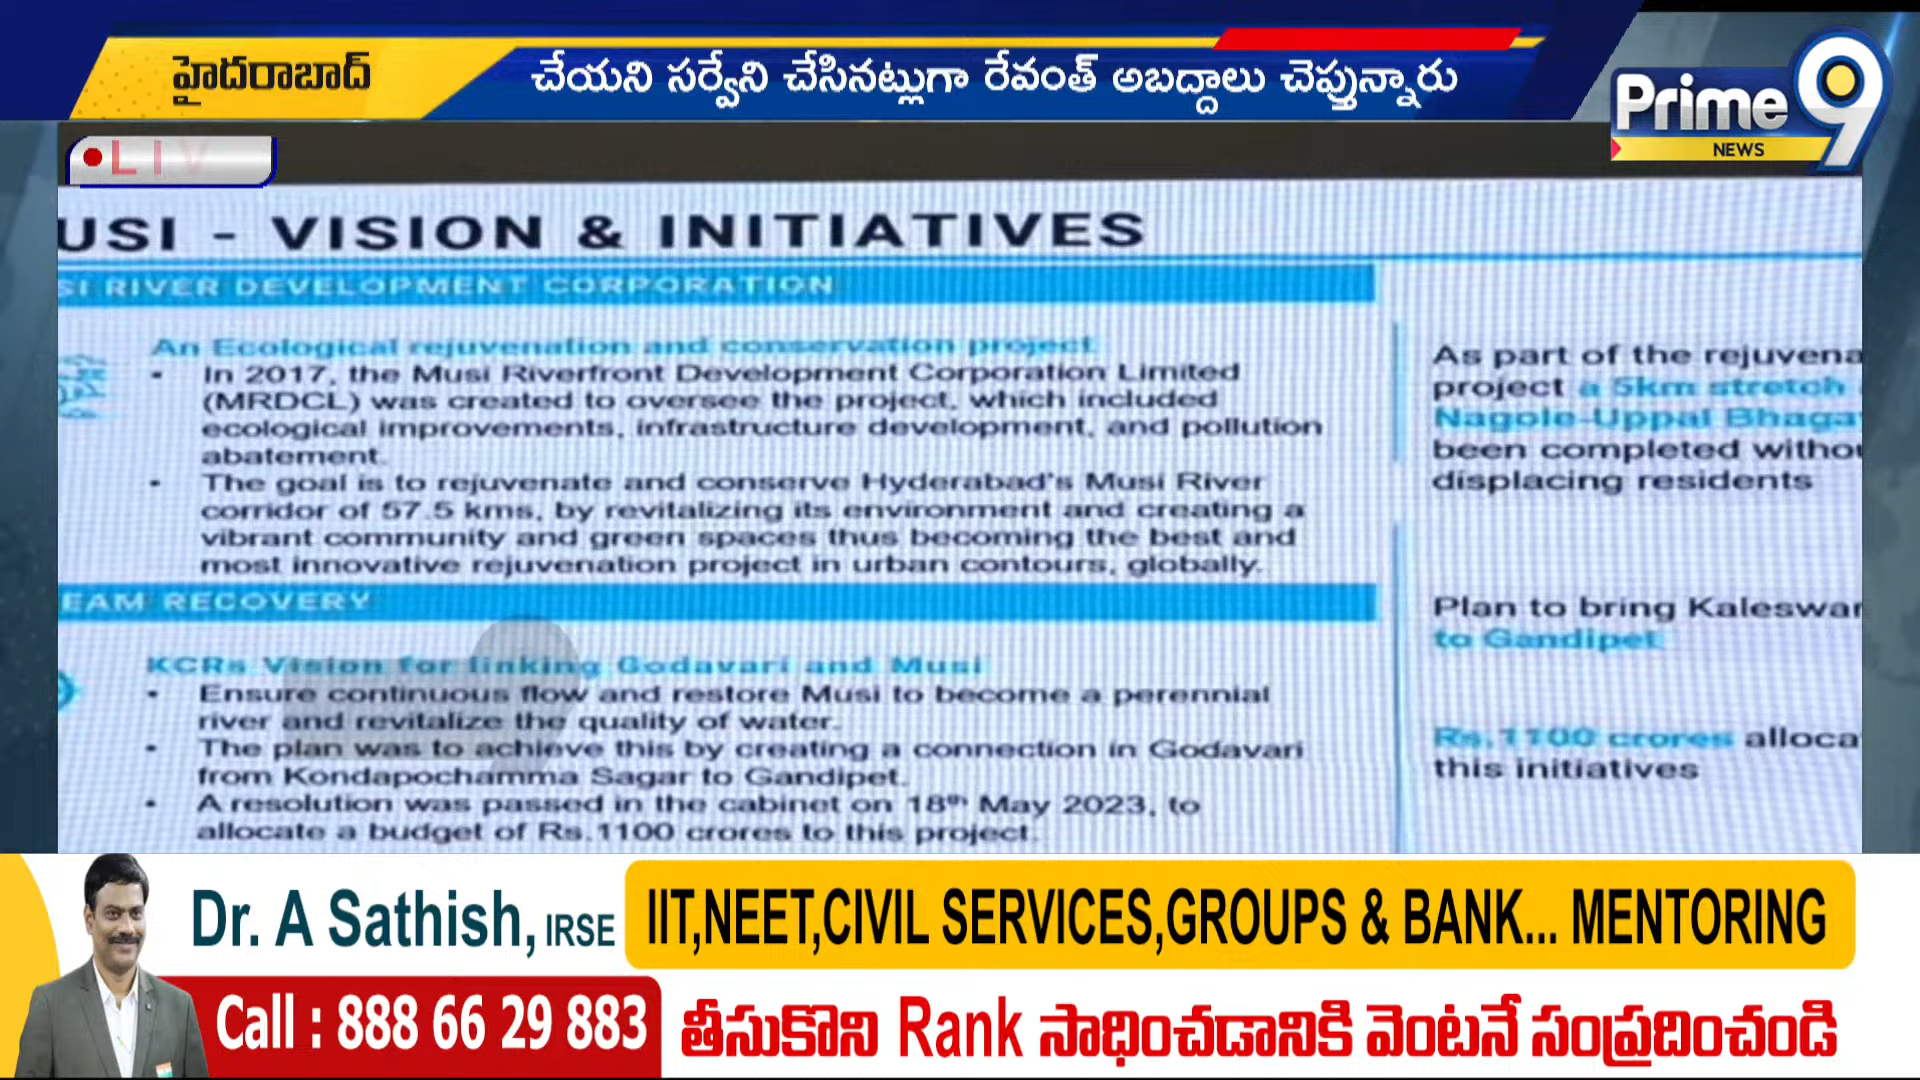 హైదరాబాద్
చేయని సర్వేని చేసినట్లుగా రేవంత్ అబద్దాలు చెప్తున్నారు
Prime 9
NEWS
LIV
USI - VISION & INITIATIVES
SI RIVER DEVELOPMENT CORPORATION
An Ecological rejuvenation and conservation project
• In 2017, the Musi Riverfront Development Corporation Limited
(MRDCL) was created to oversee the project, which included
ecological improvements, infrastructure development, and pollution
abatement.
• The goal is to rejuvenate and conserve Hyderabad's Musi River
corridor of 57.5 kms, by revitalizing its environment and creating a
vibrant community and green spaces thus becoming the best and
most innovative rejuvenation project in urban contours, globally.
EAM RECOVERY
KCRs Vision for linking Godavari and Musi
• Ensure continuous flow and restore Musi to become a perennial
river and revitalize the quality of water.
• The plan was to achieve this by creating a connection in Godavari
from Kondapochamma Sagar to Gandipet.
• A resolution was passed in the cabinet on 18th May 2023, to
allocate a budget of Rs.1100 crores to this project.
As part of the rejuvena
project a 5km stretch
Nagole-Uppal Bhaga
been completed withou
displacing residents
Plan to bring Kaleswar
to Gandipet
Rs.1100 crores alloca
this initiatives
Dr. A Sathish, IRSE
IIT,NEET,CIVIL SERVICES,GROUPS & BANK... MENTORING
Call : 888 66 29 883
తీసుకొని Rank సాధించడానికి వెంటనే సంప్రదించండి